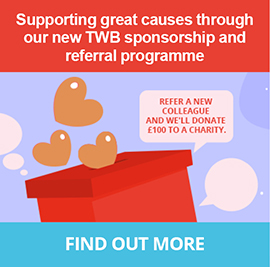 Supporting great causes through
our new TWB sponsorship and
referral programme
REFER A NEW
COLLEAGUE
AND WE'LL DONATE
£100 TO A CHARITY.
FIND OUT MORE